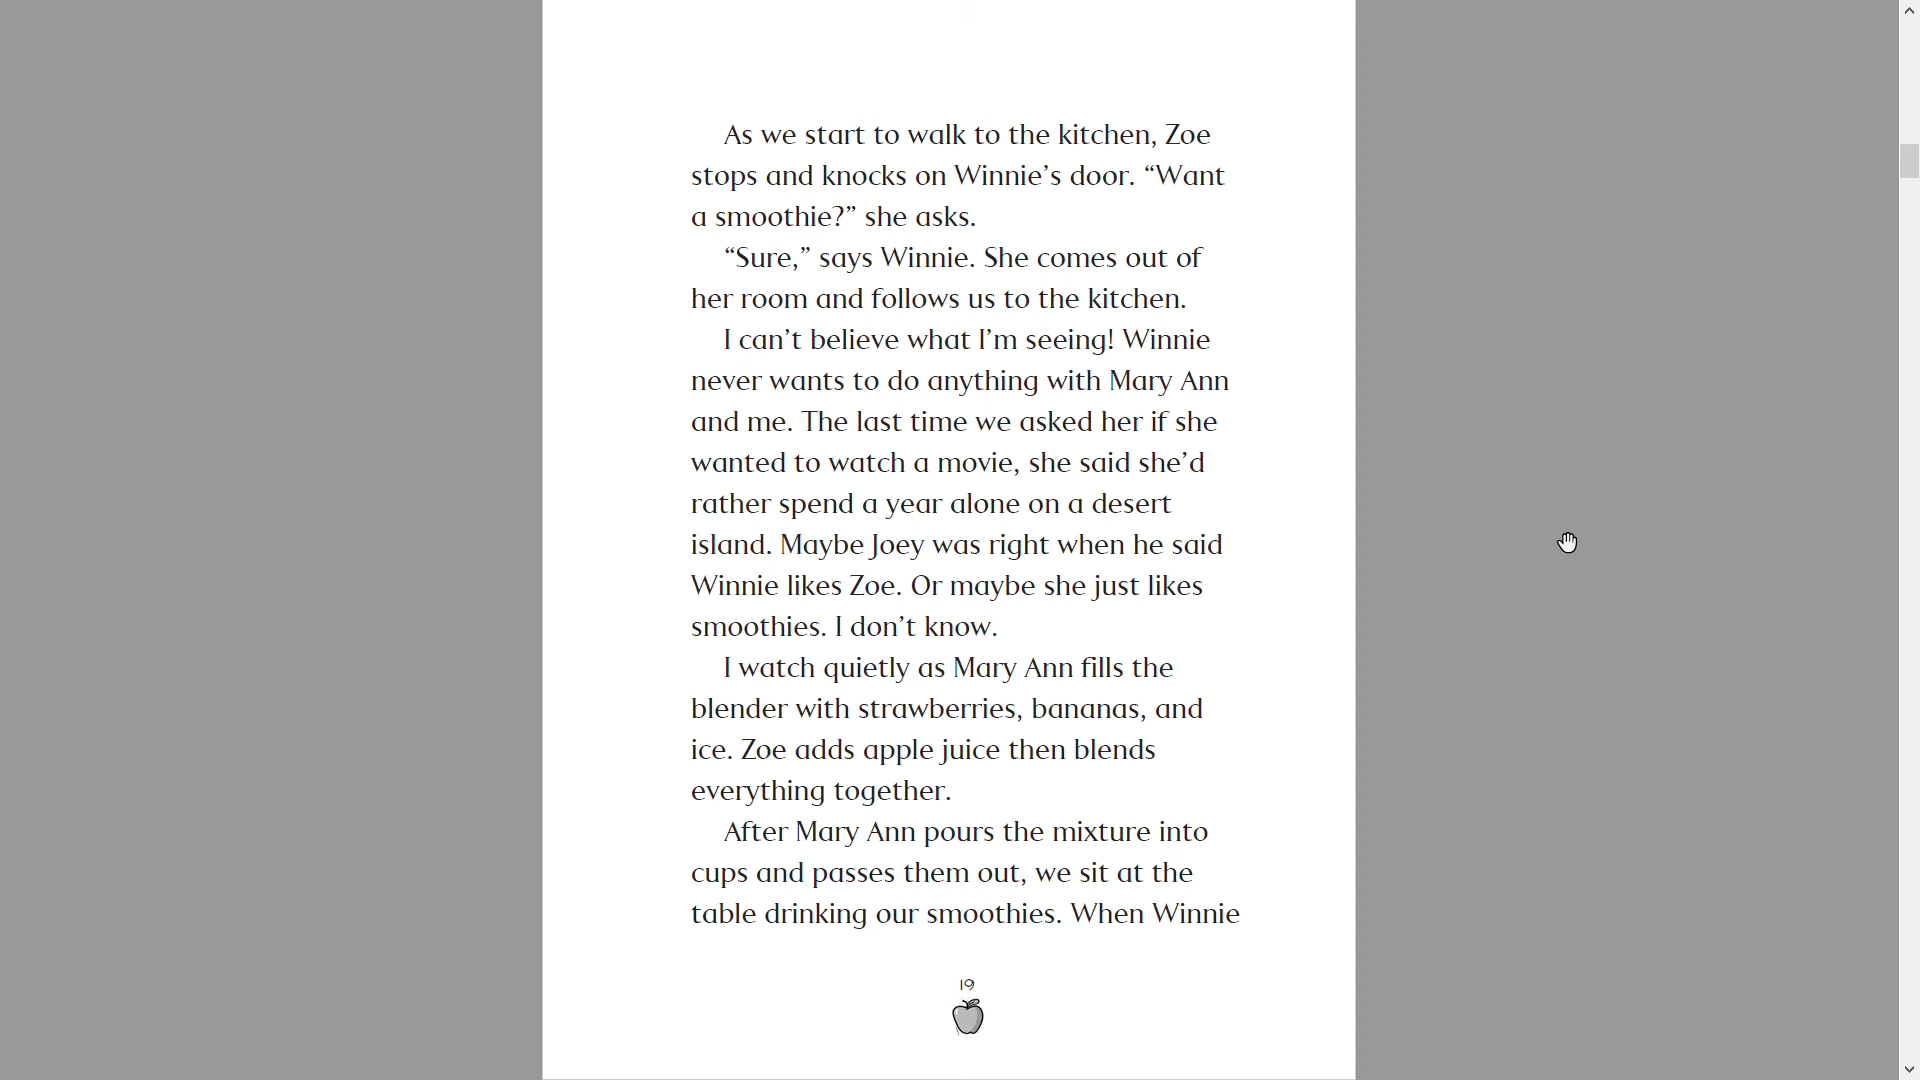 As we start to walk to the kitchen, Zoe
stops and knocks on Winnie’s door. “Want
a smoothie?” she asks.
“Sure,” says Winnie. She comes out of
her room and follows us to the kitchen.
I can’t believe what I’m seeing! Winnie
never wants to do anything with Mary Ann
and me. The last time we asked her if she
wanted to watch a movie, she said she’d
rather spend a year alone on a desert
island. Maybe Joey was right when he said
Winnie likes Zoe. Or maybe she just likes
smoothies. I don’t know.
I watch quietly as Mary Ann fills the
blender with strawberries, bananas, and
ice. Zoe adds apple juice then blends
everything together.
After Mary Ann pours the mixture into
cups and passes them out, we sit at the
table drinking our smoothies. When Winnie
19